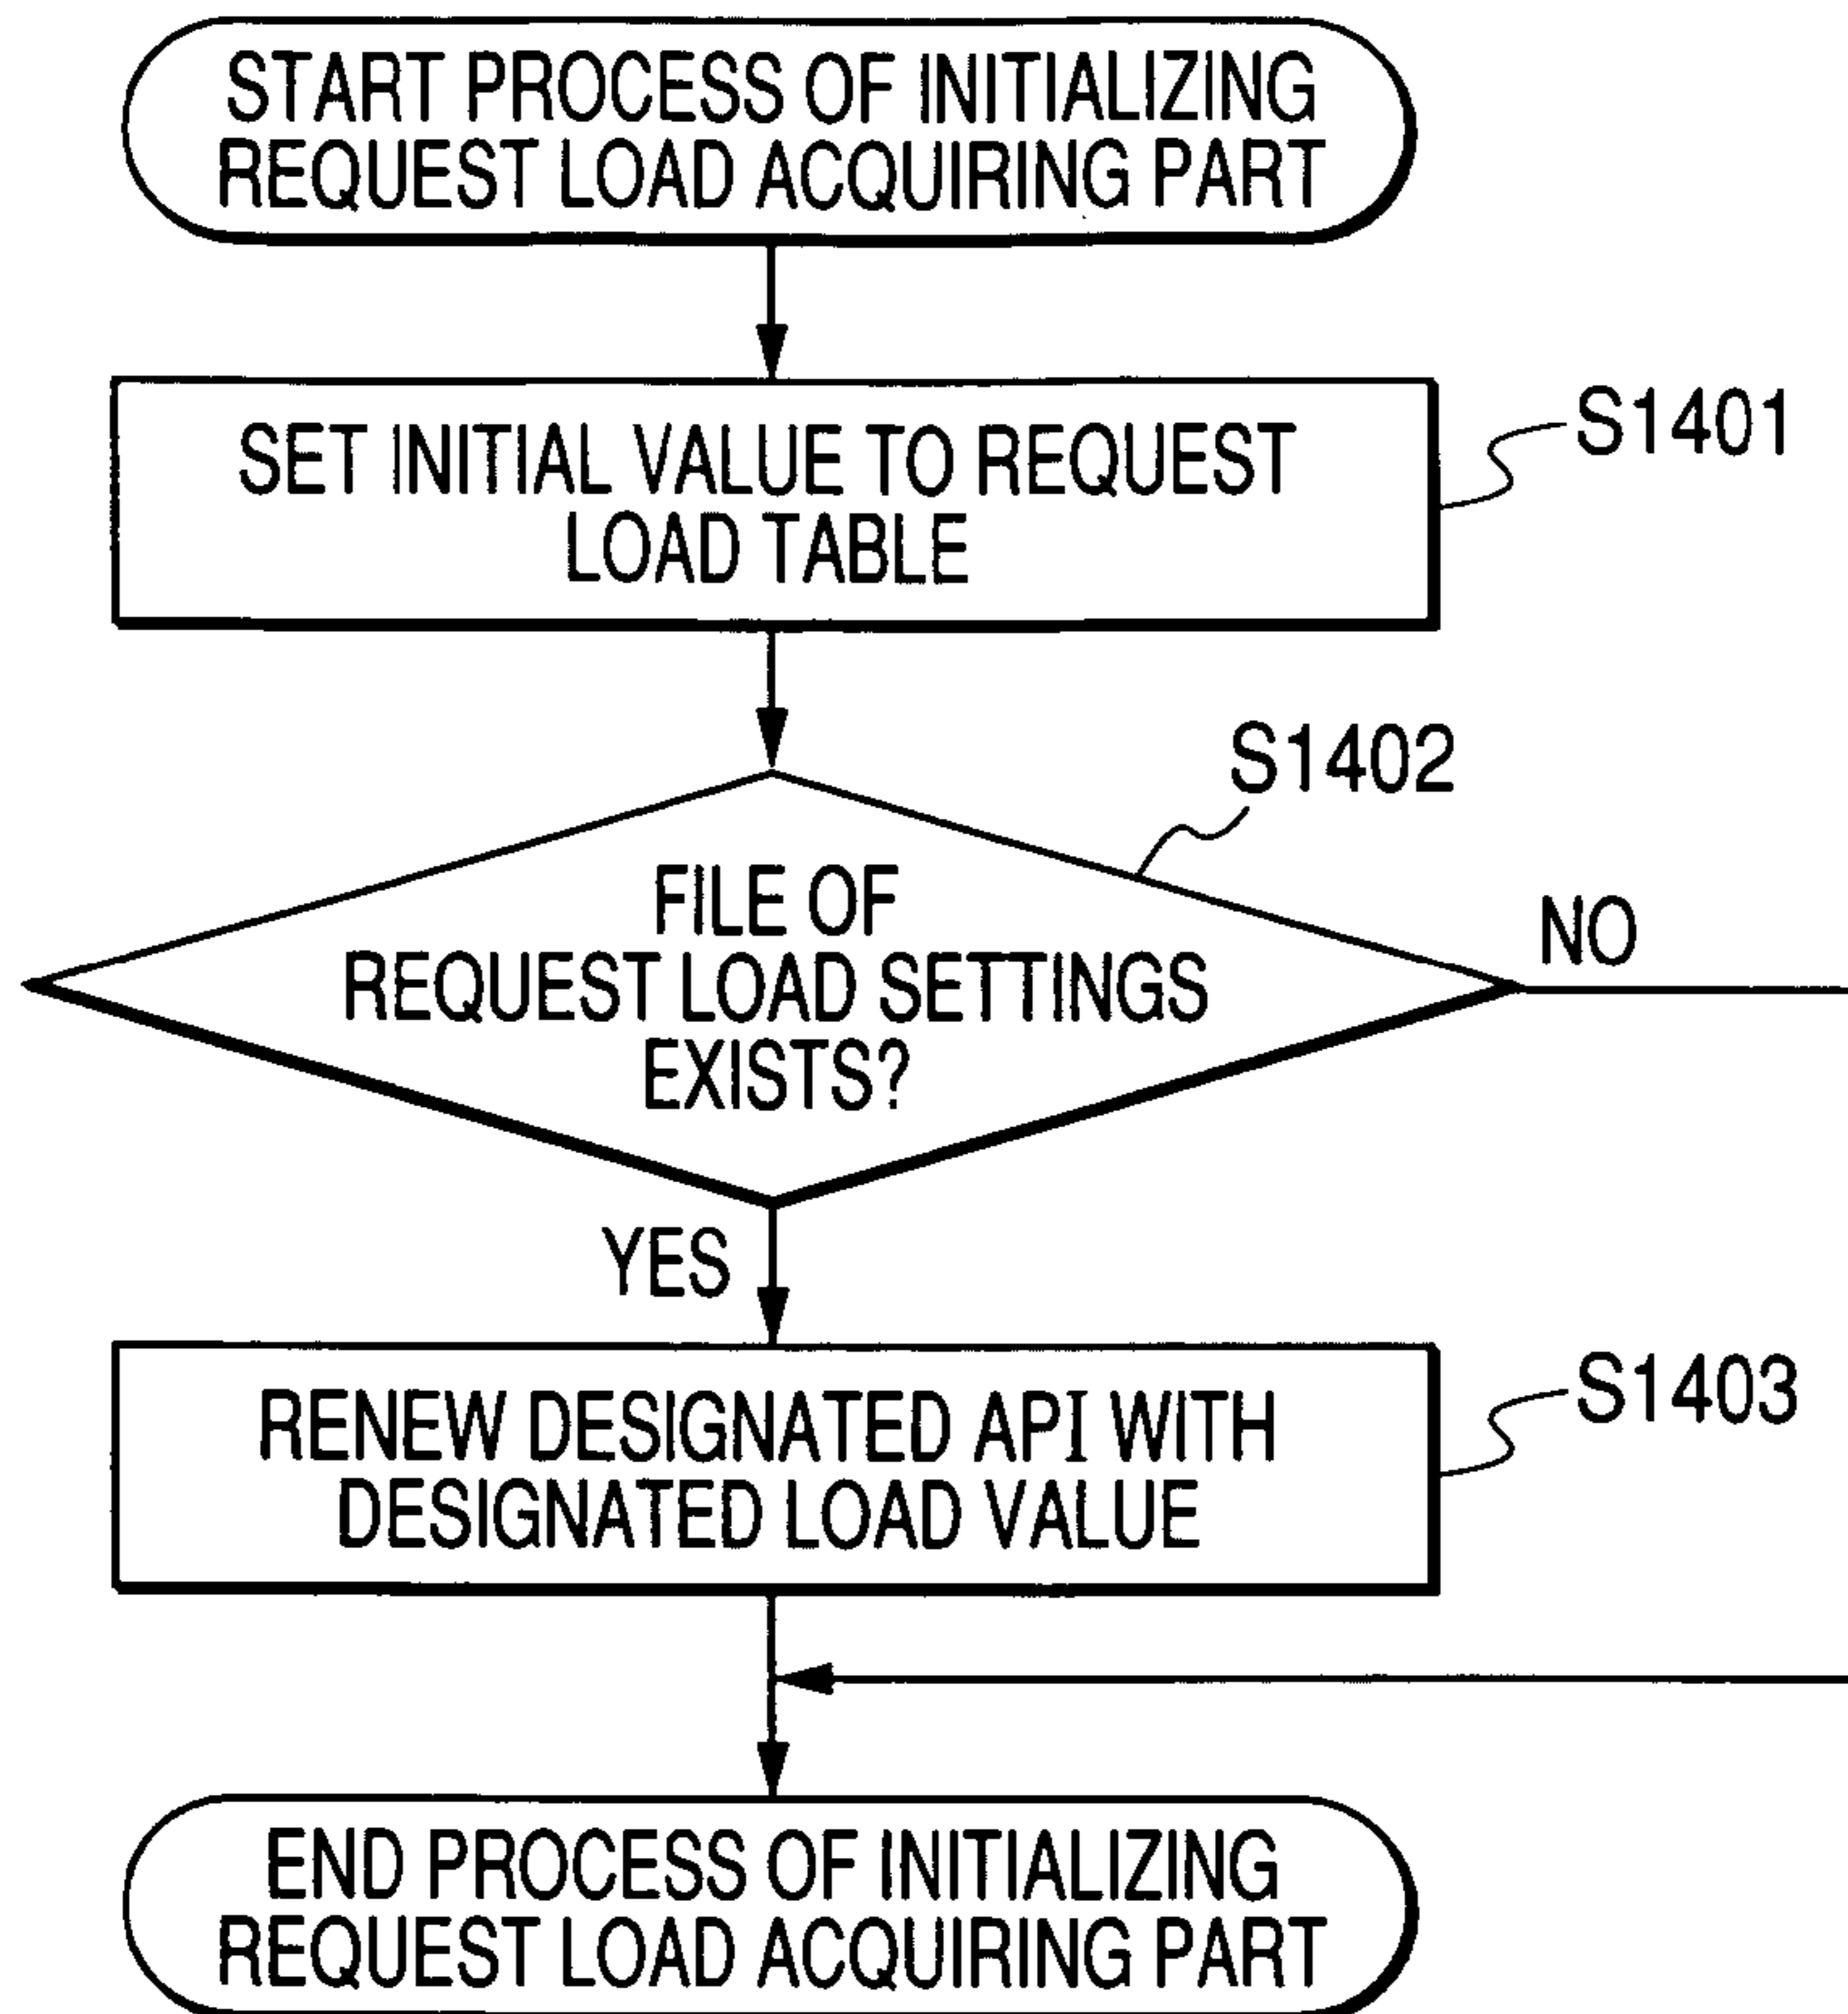 START PROCESS OF INITIALIZING
REQUEST LOAD ACQUIRING PART
SET INITIAL VALUE TO REQUEST
LOAD TABLE
S1401
S1402
FILE OF
REQUEST LOAD SETTINGS
EXISTS?
NO
YES
RENEW DESIGNATED API WITH
DESIGNATED LOAD VALUE
S1403
END PROCESS OF INITIALIZING
REQUEST LOAD ACQUIRING PART